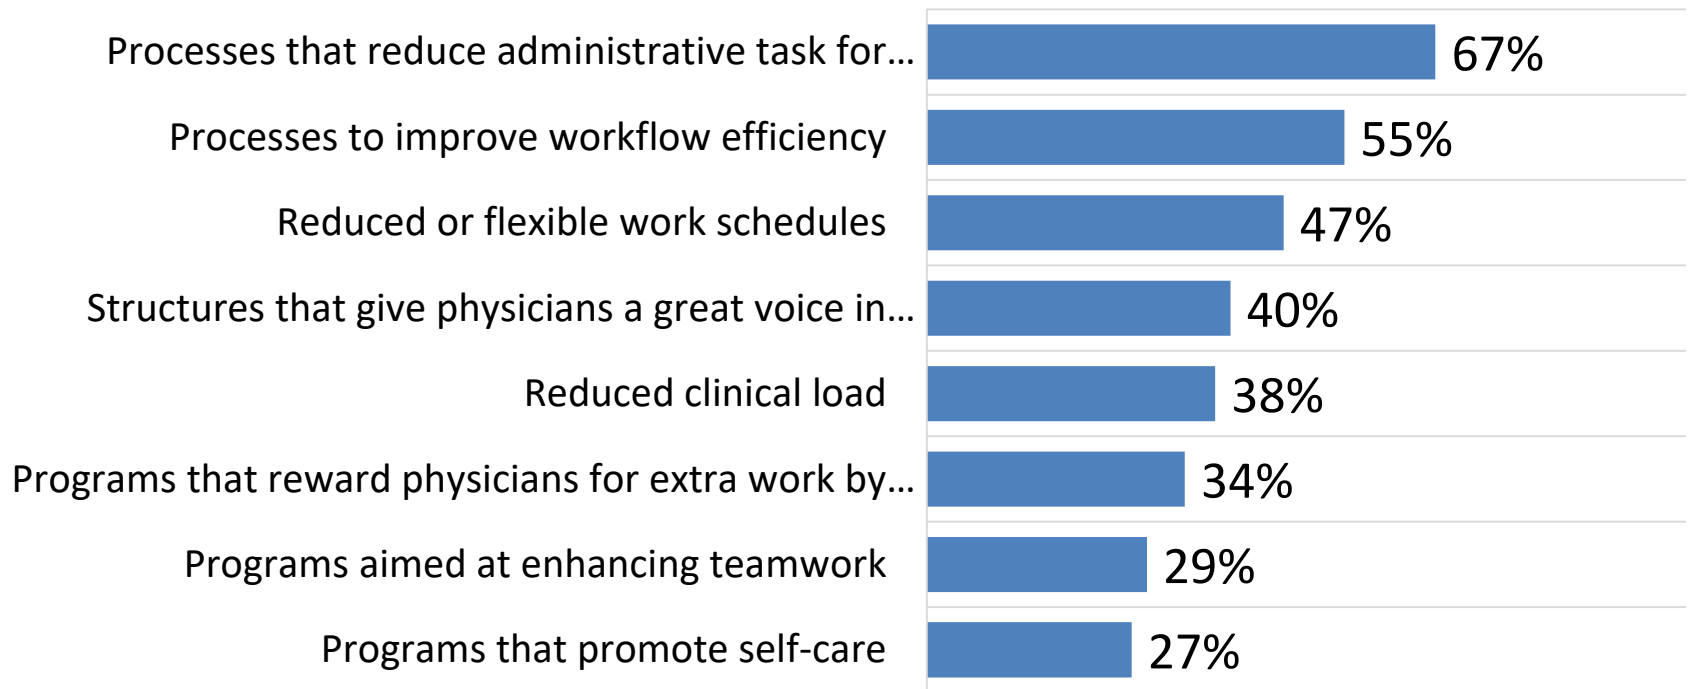 Processes that reduce administrative task for... 67%
Processes to improve workflow efficiency 55%
Reduced or flexible work schedules 47%
Structures that give physicians a great voice in... 40%
Reduced clinical load 38%
Programs that reward physicians for extra work by... 34%
Programs aimed at enhancing teamwork 29%
Programs that promote self-care 27%